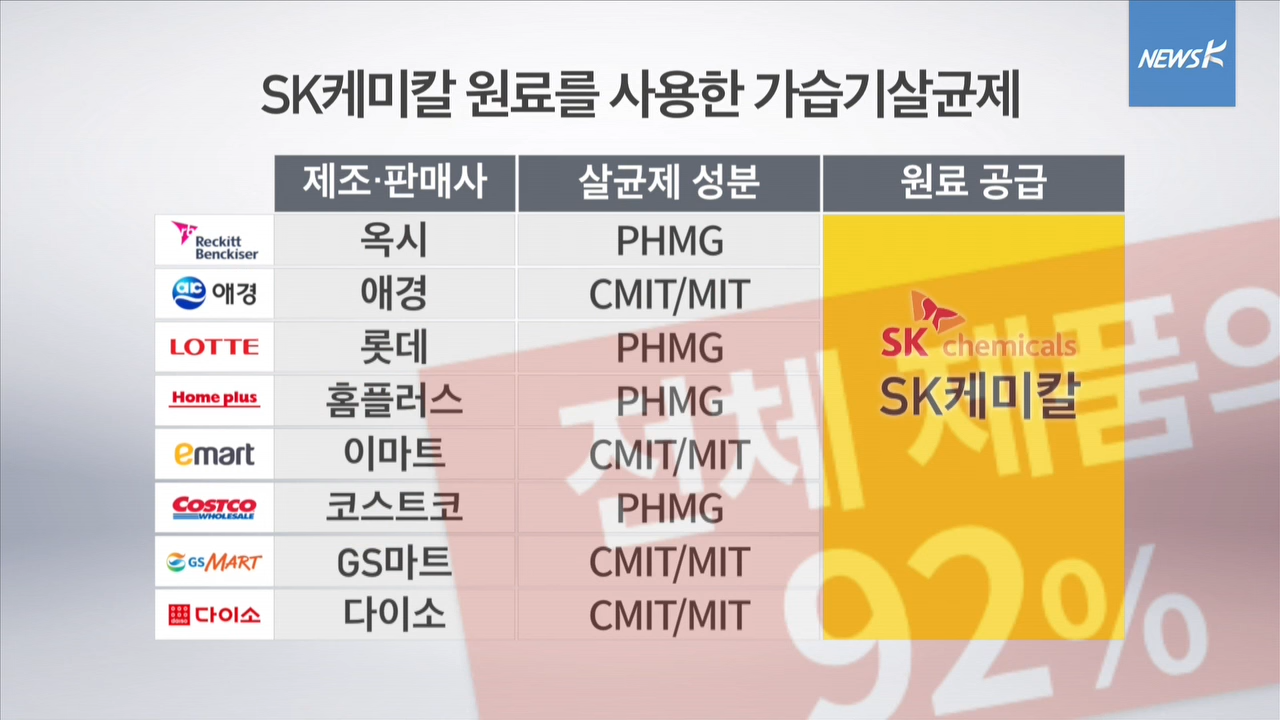 NEWSK
SK케미칼 원료를 사용한 가습기살균제
제조·판매사 살균제 성분 원료 공급
Reckitt
Benckiser 옥시 PHMG
애경 애경 CMIT/MIT
LOTTE 롯데 PHMG
SK chemicals
SK케미칼
Home plus 홈플러스 PHMG
emart 이마트 CMIT/MIT
COSTCO
WHOLESALE 코스트코 PHMG
GS MART GS마트 CMIT/MIT
daiso 다이소 다이소 CMIT/MIT
전체 제품의
92%